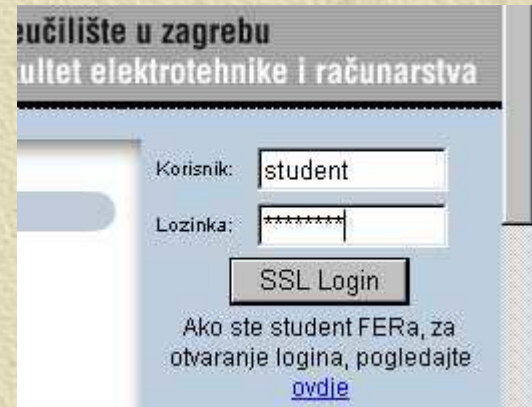 eučilište u zagrebu
ultet elektrotehnike i računarstva
Korisnik: student
Lozinka: ********
SSL Login
Ako ste student FERa, za
otvaranje logina, pogledajte
ovdje